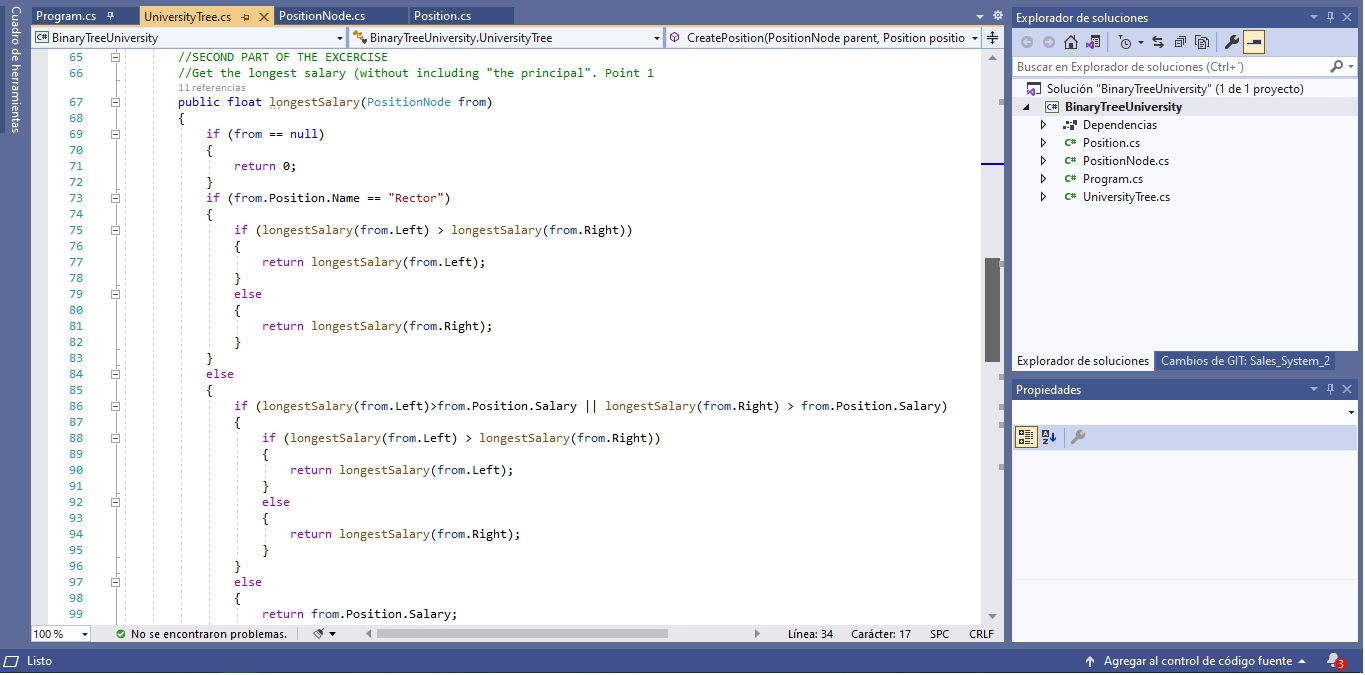 Cuadro de herramientas
Program.cs
UniversityTree.cs
PositionNode.cs
Position.cs
C# BinaryTreeUniversity
BinaryTreeUniversity.UniversityTree
CreatePosition(PositionNode parent, Position positio
65 //SECOND PART OF THE EXCERCISE
66 //Get the longest salary (without including "the principal". Point 1
11 referencias
67 public float longestSalary(PositionNode from)
68 {
69 if (from == null)
70 {
71 return 0;
72 }
73 if (from.Position.Name == "Rector")
74 {
75 if (longestSalary(from.Left) > longestSalary(from.Right))
76 {
77 return longestSalary(from.Left);
78 }
79 else
80 {
81 return longestSalary(from.Right);
82 }
83 }
84 else
85 {
86 if (longestSalary(from.Left)>from.Position.Salary || longestSalary(from.Right) > from.Position.Salary)
87 {
88 if (longestSalary(from.Left) > longestSalary(from.Right))
89 {
90 return longestSalary(from.Left);
91 }
92 else
93 {
94 return longestSalary(from.Right);
95 }
96 }
97 else
98 {
99 return from.Position.Salary;
100 %
No se encontraron problemas.
Línea: 34 Carácter: 17 SPC CRLF
Explorador de soluciones
Buscar en Explorador de soluciones (Ctrl+´)
Solución "BinaryTreeUniversity" (1 de 1 proyecto)
C# BinaryTreeUniversity
Dependencias
C# Position.cs
C# PositionNode.cs
C# Program.cs
C# UniversityTree.cs
Explorador de soluciones
Cambios de GIT: Sales_System_2
Propiedades
Listo
Agregar al control de código fuente
3